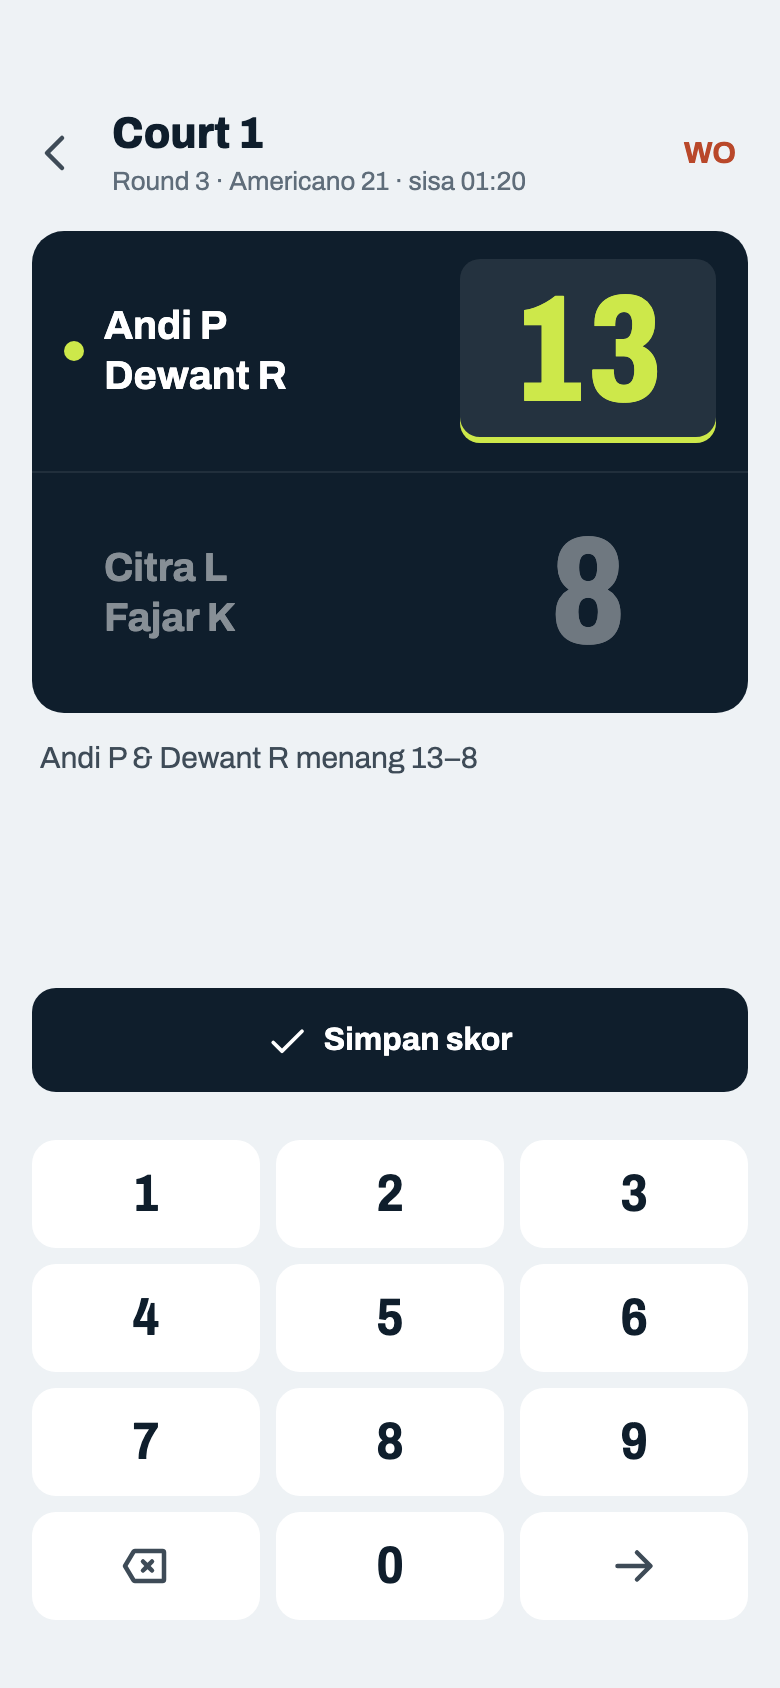 Court 1
Round 3 · Americano 21 · sisa 01:20
WO
Andi P
Dewant R
13
Citra L
Fajar K
8
Andi P & Dewant R menang 13–8
Simpan skor
1 2 3
4 5 6
7 8 9
0